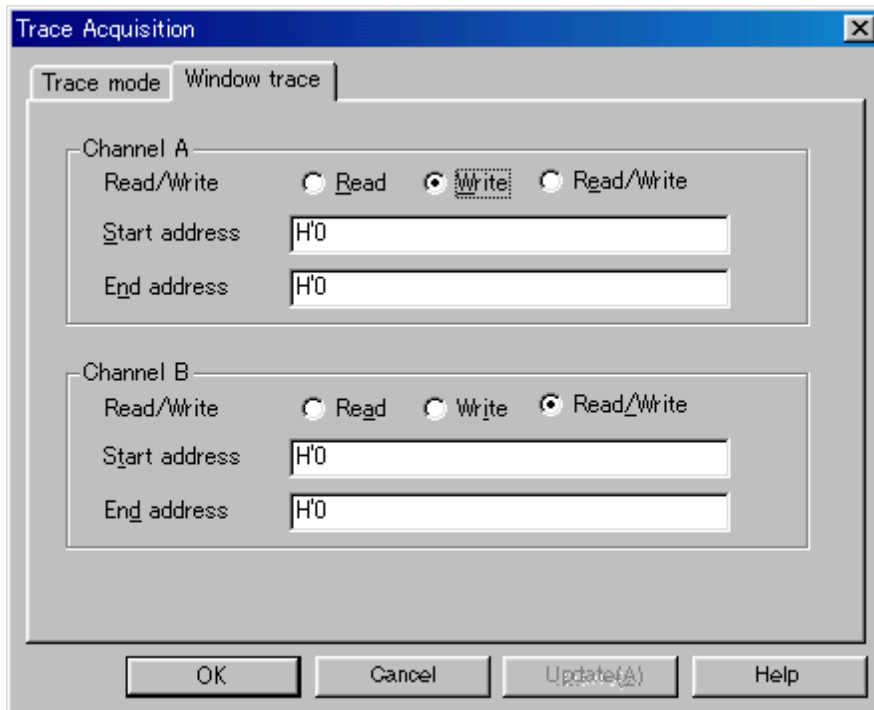 Trace Acquisition
Trace mode Window trace
Channel A
Read/Write Read Write Read/Write
Start address H'0
End address H'0
Channel B
Read/Write Read Write Read/Write
Start address H'0
End address H'0
OK Cancel Update(A) Help